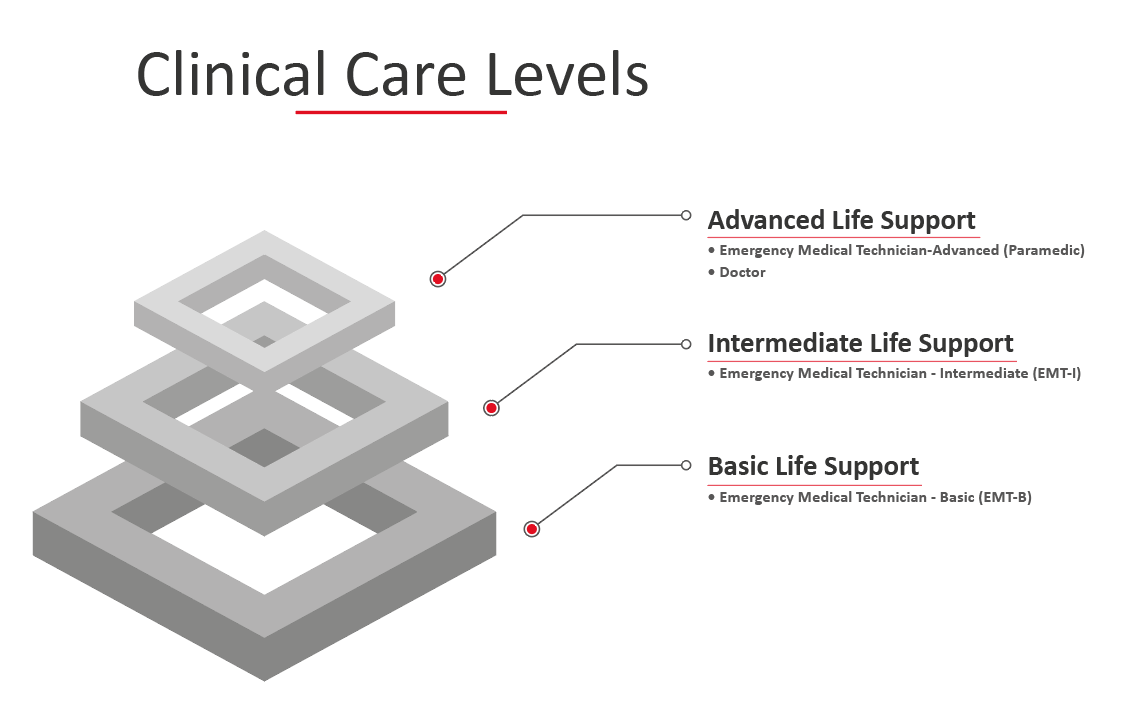 Clinical Care Levels
Advanced Life Support
• Emergency Medical Technician-Advanced (Paramedic)
• Doctor
Intermediate Life Support
• Emergency Medical Technician - Intermediate (EMT-I)
Basic Life Support
• Emergency Medical Technician - Basic (EMT-B)